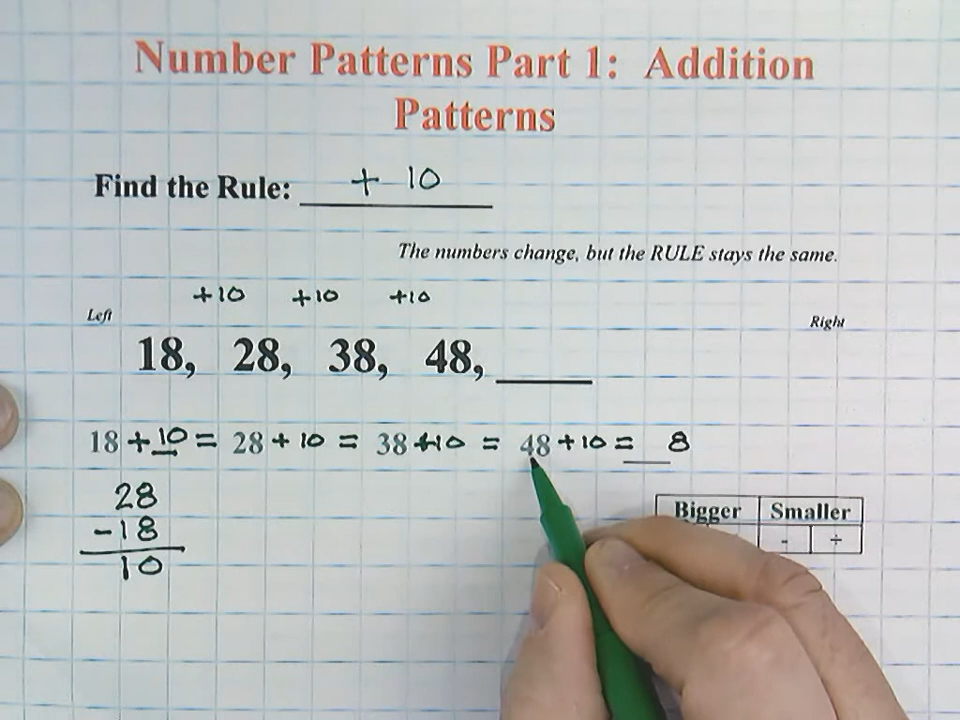 Number Patterns Part 1: Addition
Patterns
Find the Rule: + 10
The numbers change, but the RULE stays the same.
+10 +10 +10
Left
Right
18, 28, 38, 48, ____
18 + 10 = 28 + 10 = 38 +10 = 48 +10 = __ 8
28
-18
10
Bigger Smaller
- ÷